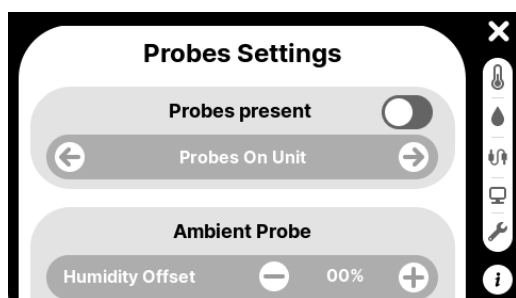 Probes Settings
Probes present
Probes On Unit
Ambient Probe
Humidity Offset 00%
i